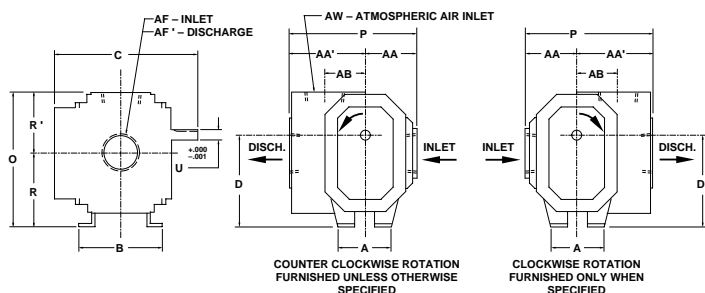 AF – INLET
AF ' – DISCHARGE
C
R '
O
R
U
+.000
–.001
B
AW – ATMOSPHERIC AIR INLET
P
AA'
AA
AB
DISCH.
INLET
D
A
COUNTER CLOCKWISE ROTATION
FURNISHED UNLESS OTHERWISE
SPECIFIED
P
AA
AA'
AB
INLET
DISCH.
D
A
CLOCKWISE ROTATION
FURNISHED ONLY WHEN
SPECIFIED